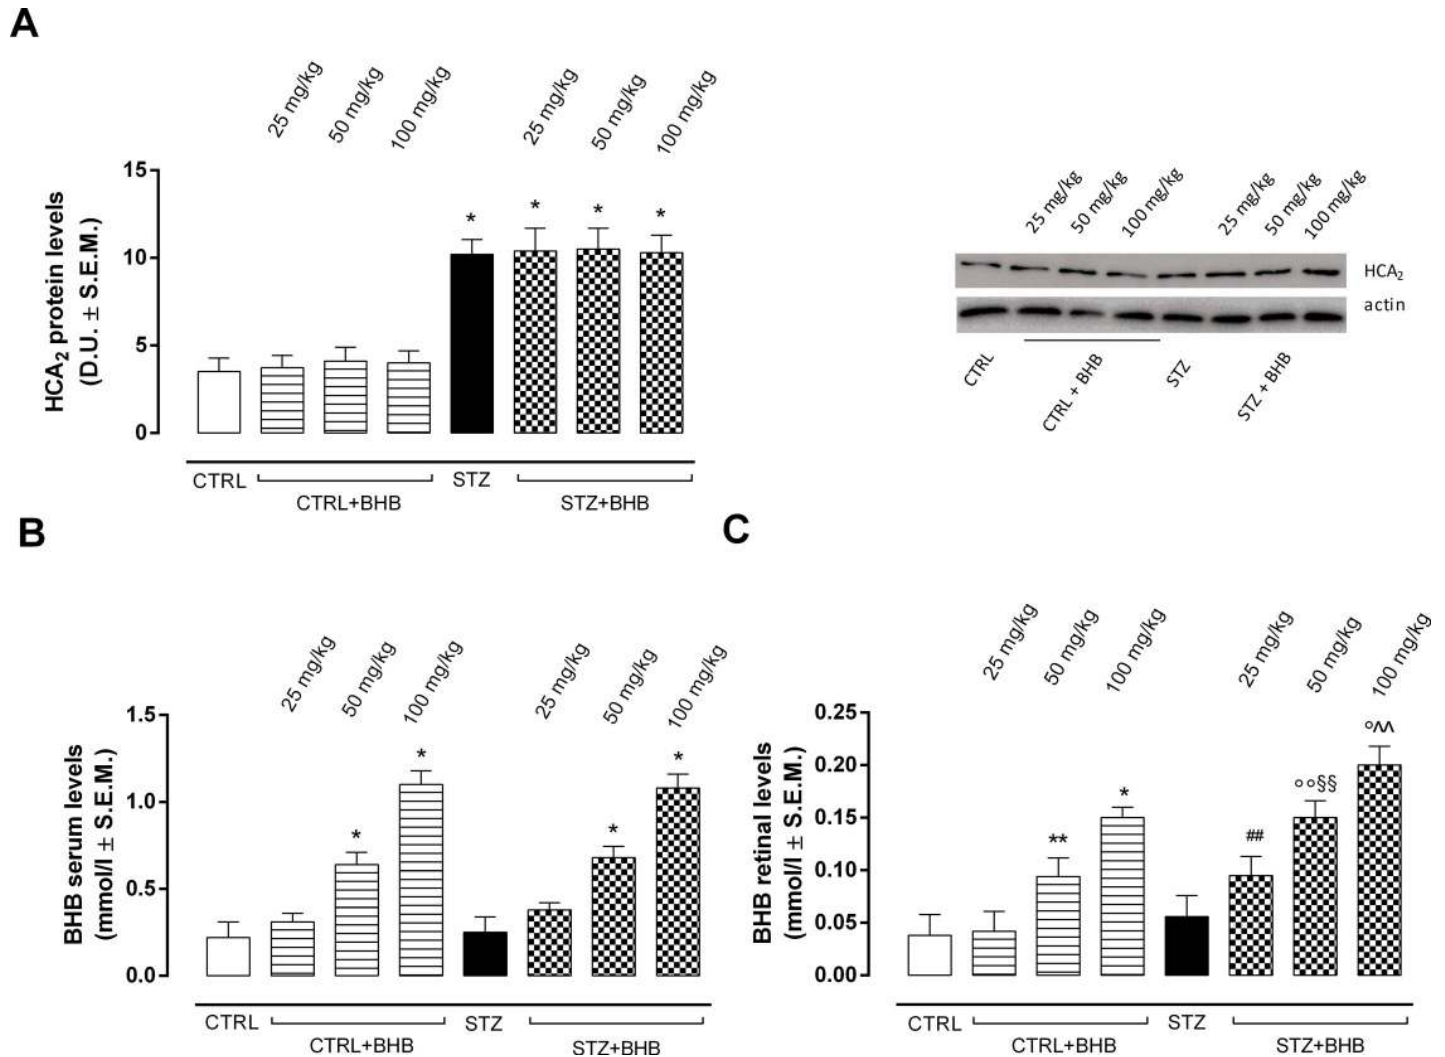 A
25 mg/kg
50 mg/kg
100 mg/kg
25 mg/kg
50 mg/kg
100 mg/kg
HCA₂ protein levels
(D.U. ± S.E.M.)
15
10
5
0
*
*
*
*
CTRL
CTRL+BHB
STZ
STZ+BHB
25 mg/kg
50 mg/kg
100 mg/kg
25 mg/kg
50 mg/kg
100 mg/kg
HCA₂
actin
CTRL
CTRL + BHB
STZ
STZ + BHB
B
25 mg/kg
50 mg/kg
100 mg/kg
25 mg/kg
50 mg/kg
100 mg/kg
BHB serum levels
(mmol/l ± S.E.M.)
1.5
1.0
0.5
0.0
*
*
*
*
CTRL
CTRL+BHB
STZ
STZ+BHB
C
25 mg/kg
50 mg/kg
100 mg/kg
25 mg/kg
50 mg/kg
100 mg/kg
BHB retinal levels
(mmol/l ± S.E.M.)
0.25
0.20
0.15
0.10
0.05
0.00
**
*
##
°°§§
°^^
CTRL
CTRL+BHB
STZ
STZ+BHB